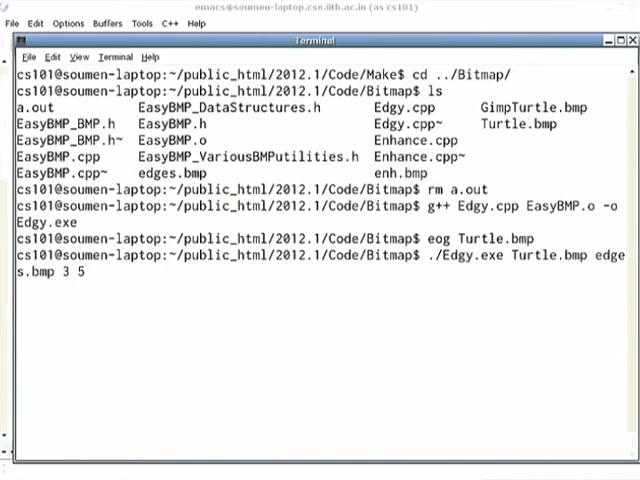 emacs@soumen-laptop.cse.iitb.ac.in (as cs101)
File Edit Options Buffers Tools C++ Help
Terminal
File Edit View Terminal Help
cs101@soumen-laptop:~/public_html/2012.1/Code/Make$ cd ../Bitmap/
cs101@soumen-laptop:~/public_html/2012.1/Code/Bitmap$ ls
a.out EasyBMP_DataStructures.h Edgy.cpp GimpTurtle.bmp
EasyBMP_BMP.h EasyBMP.h Edgy.cpp~ Turtle.bmp
EasyBMP_BMP.h~ EasyBMP.o Enhance.cpp
EasyBMP.cpp EasyBMP_VariousBMPutilities.h Enhance.cpp~
EasyBMP.cpp~ edges.bmp enh.bmp
cs101@soumen-laptop:~/public_html/2012.1/Code/Bitmap$ rm a.out
cs101@soumen-laptop:~/public_html/2012.1/Code/Bitmap$ g++ Edgy.cpp EasyBMP.o -o
Edgy.exe
cs101@soumen-laptop:~/public_html/2012.1/Code/Bitmap$ eog Turtle.bmp
cs101@soumen-laptop:~/public_html/2012.1/Code/Bitmap$ ./Edgy.exe Turtle.bmp edge
s.bmp 3 5